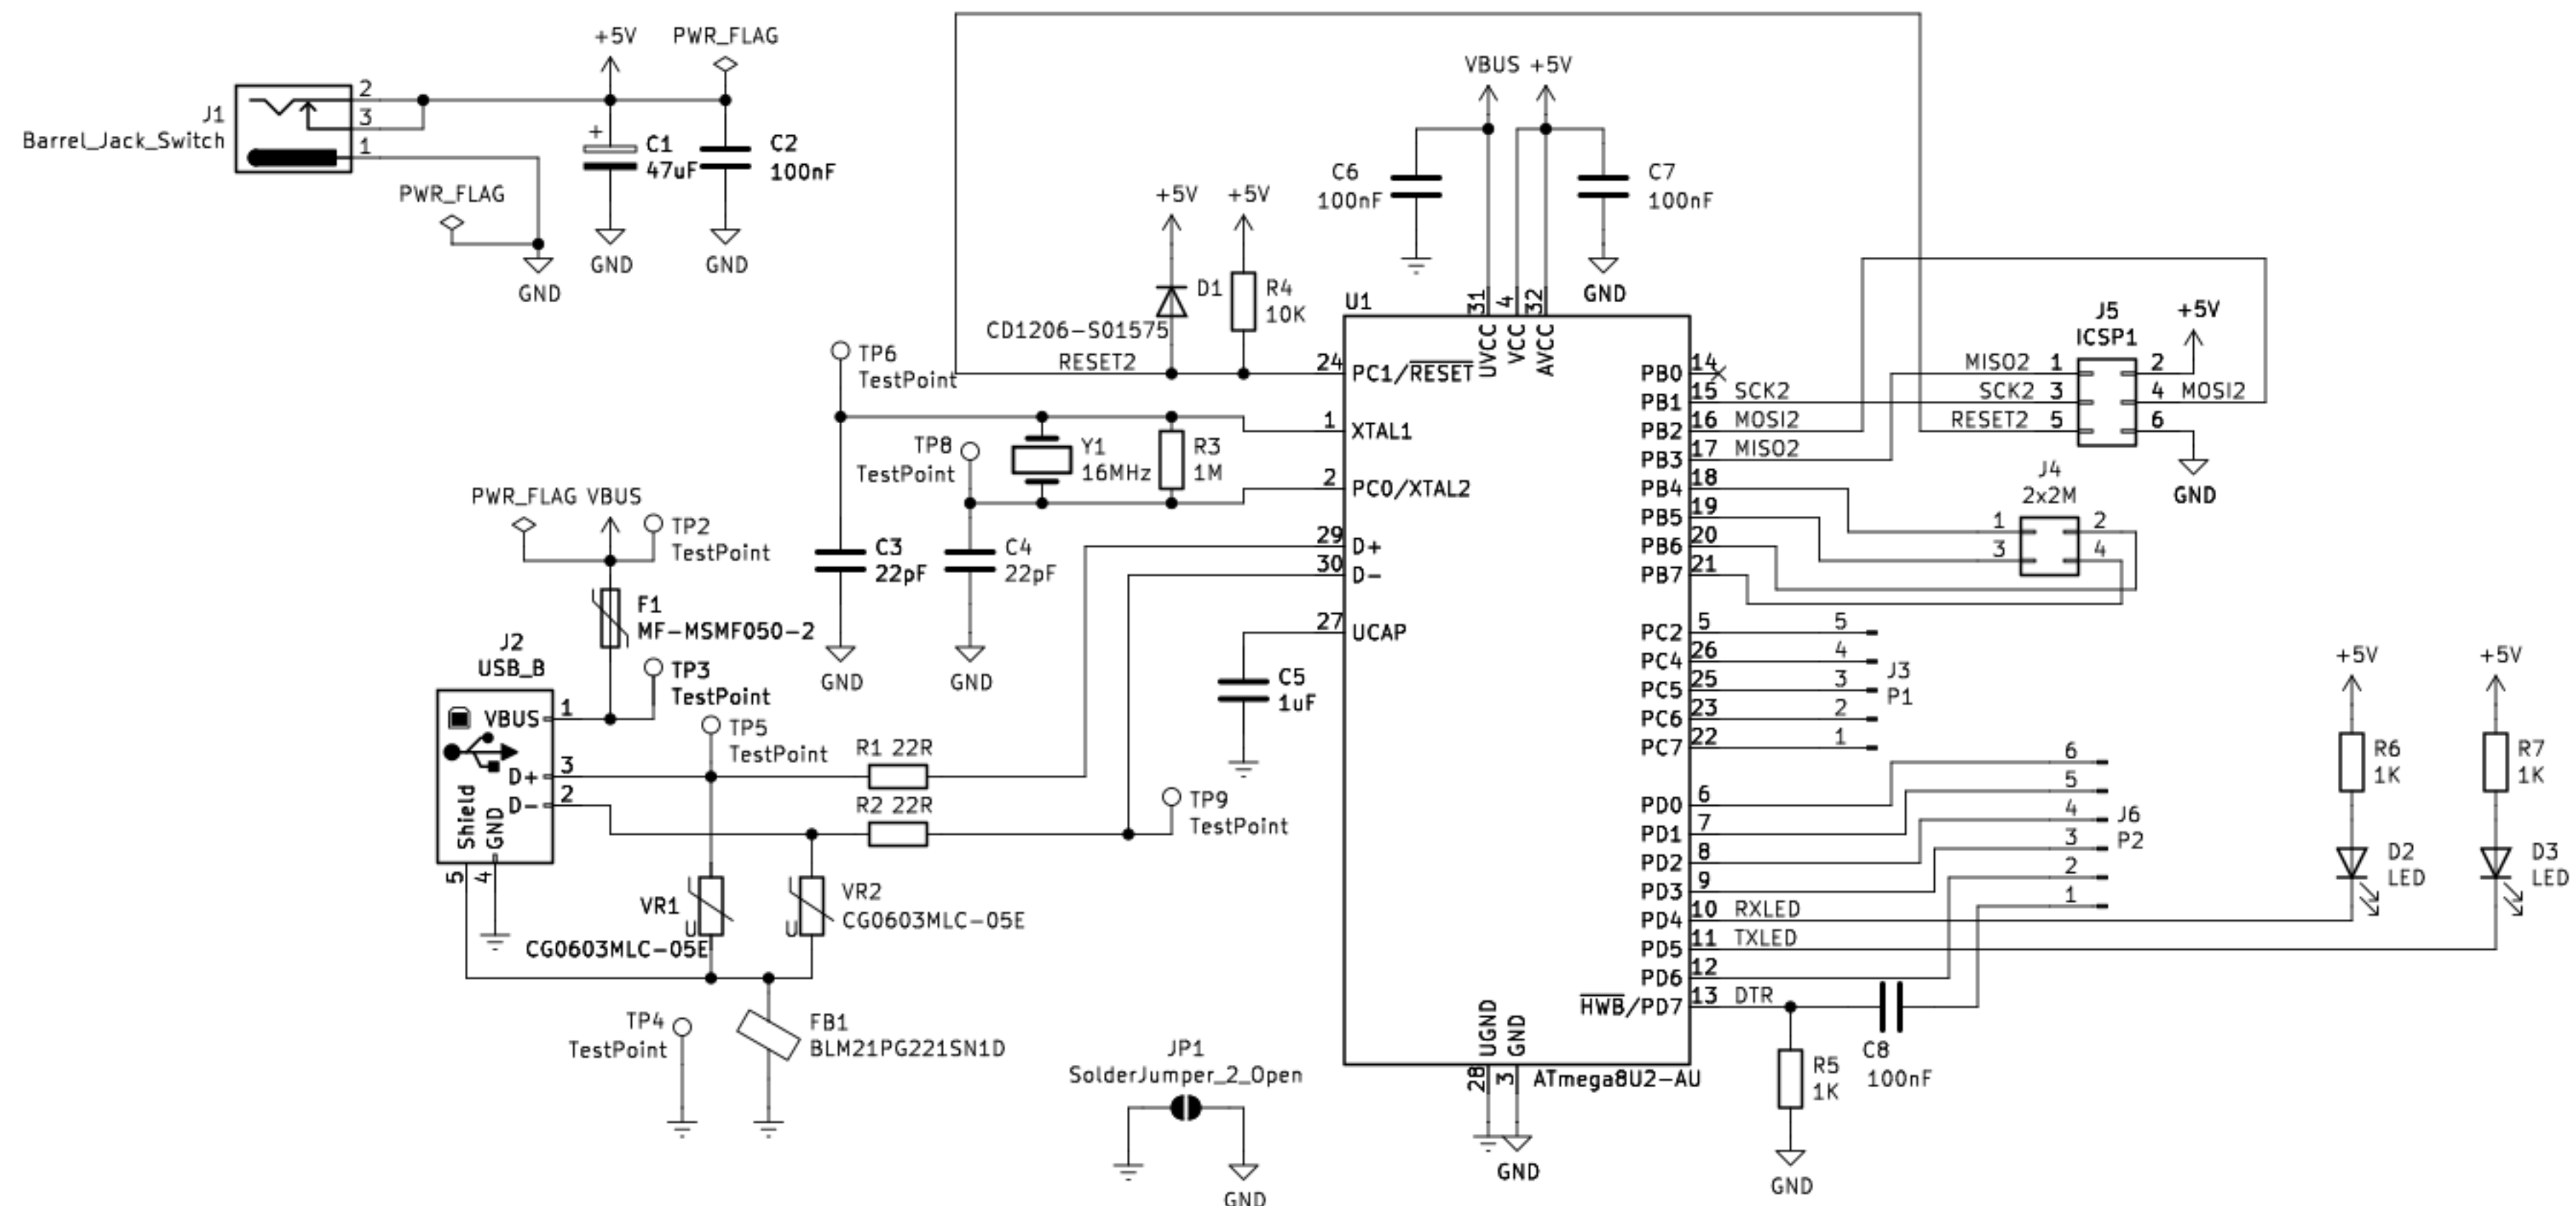 +5V
PWR_FLAG
J1
Barrel_Jack_Switch
2
3
1
+
C1
47uF
C2
100nF
PWR_FLAG
GND
GND
GND
VBUS
+5V
C6
100nF
C7
100nF
GND
+5V
+5V
D1
CD1206-S01575
R4
10K
RESET2
TP6
TestPoint
TP8
TestPoint
Y1
16MHz
R3
1M
C3
22pF
C4
22pF
GND
GND
PWR_FLAG
VBUS
TP2
TestPoint
F1
MF-MSMF050-2
J2
USB_B
TP3
TestPoint
VBUS
1
D+
3
D-
2
Shield
GND
5
4
TP5
TestPoint
R1 22R
R2 22R
TP9
TestPoint
VR1
U
CG0603MLC-05E
VR2
U
CG0603MLC-05E
TP4
TestPoint
FB1
BLM21PG221SN1D
C5
1uF
JP1
SolderJumper_2_Open
GND
U1
31
4
32
UVCC
VCC
AVCC
24
PC1/RESET
1
XTAL1
2
PC0/XTAL2
29
D+
30
D-
27
UCAP
PB0
14
PB1
15
SCK2
PB2
16
MOSI2
PB3
17
MISO2
PB4
18
PB5
19
PB6
20
PB7
21
PC2
5
PC4
26
PC5
25
PC6
23
PC7
22
PD0
6
PD1
7
PD2
8
PD3
9
PD4
10
RXLED
PD5
11
TXLED
PD6
12
HWB/PD7
13
DTR
UGND
GND
28
3
ATmega8U2-AU
GND
J5
ICSP1
+5V
MISO2
1
2
SCK2
3
4
MOSI2
RESET2
5
6
GND
J4
2x2M
1
2
3
4
5
4
3
2
1
J3
P1
6
5
4
3
2
1
J6
P2
R5
1K
GND
C8
100nF
+5V
+5V
R6
1K
R7
1K
D2
LED
D3
LED